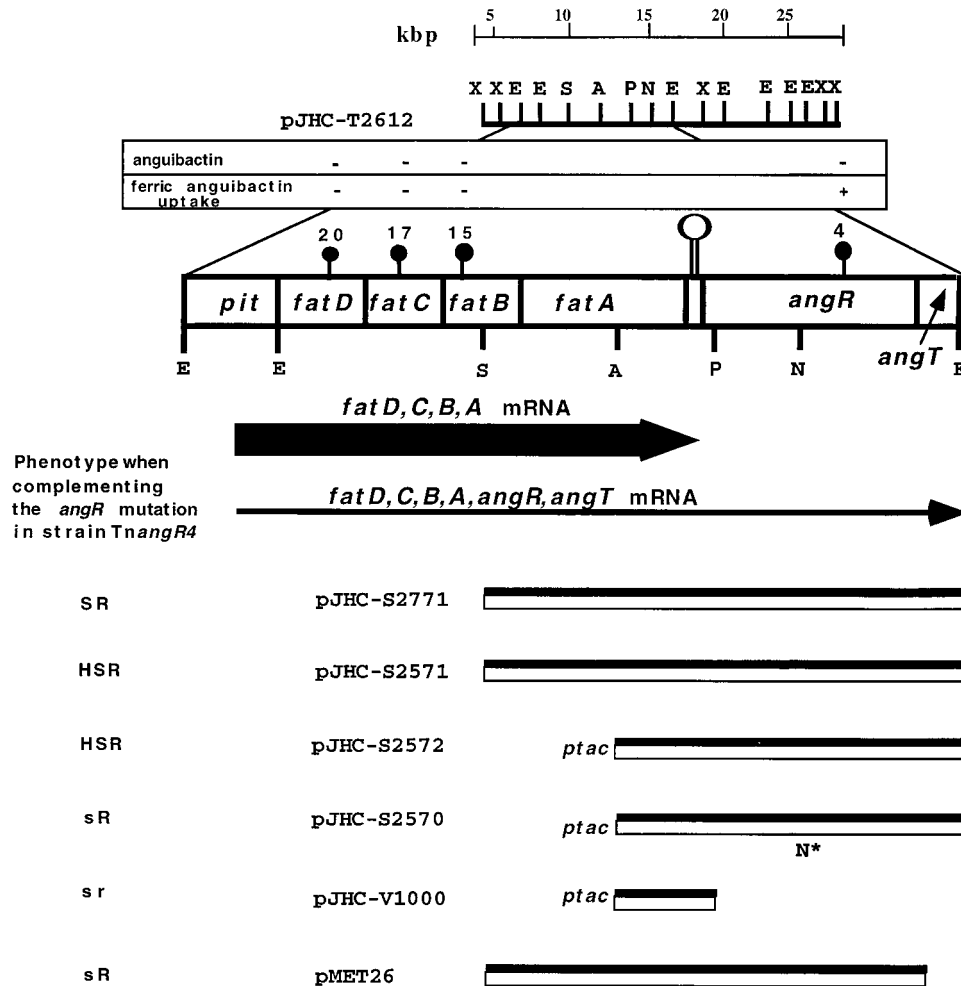 5 10 15 20 25
kbp
X X E E S A P N E X E E E E X X
pJHC-T2612
anguibactin - - - -
ferric anguibactin uptake - - - +
20 17 15 4
pit fatD fatC fatB fatA angR
angT
E E S A P N E
fatD,C,B,A mRNA
Phenotype when
complementing
the angR mutation
in strain TnangR4
fatD,C,B,A,angR,angT mRNA
SR pJHC-S2771
HSR pJHC-S2571
HSR pJHC-S2572 ptac
sR pJHC-S2570 ptac
N*
sr pJHC-V1000 ptac
sR pMET26